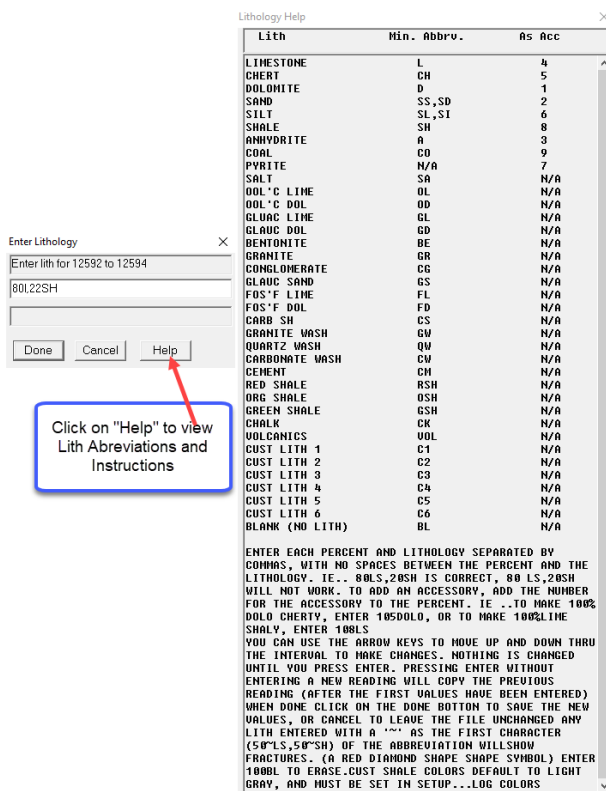 Lithology Help
Lith Min. Abbrv. As Acc
LIMESTONE L 4
CHERT CH 5
DOLOMITE D 1
SAND SS,SD 2
SILT SL,SI 6
SHALE SH 8
ANHYDRITE A 3
COAL CO 9
PYRITE N/A 7
SALT SA N/A
OOL'C LIME OL N/A
OOL'C DOL OD N/A
GLUAC LIME GL N/A
GLAUC DOL GD N/A
BENTONITE BE N/A
GRANITE GR N/A
CONGLOMERATE CG N/A
GLAUC SAND GS N/A
FOS'F LIME FL N/A
FOS'F DOL FD N/A
CARB SH CS N/A
GRANITE WASH GW N/A
QUARTZ WASH QW N/A
CARBONATE WASH CW N/A
CEMENT CM N/A
RED SHALE RSH N/A
ORG SHALE OSH N/A
GREEN SHALE GSH N/A
CHALK CK N/A
VOLCANICS VOL N/A
CUST LITH 1 C1 N/A
CUST LITH 2 C2 N/A
CUST LITH 3 C3 N/A
CUST LITH 4 C4 N/A
CUST LITH 5 C5 N/A
CUST LITH 6 C6 N/A
BLANK (NO LITH) BL N/A
ENTER EACH PERCENT AND LITHOLOGY SEPARATED BY
COMMAS, WITH NO SPACES BETWEEN THE PERCENT AND THE
LITHOLOGY. IE.. 80LS,20SH IS CORRECT, 80 LS,20SH
WILL NOT WORK. TO ADD AN ACCESSORY, ADD THE NUMBER
FOR THE ACCESSORY TO THE PERCENT. IE ..TO MAKE 100%
DOLO CHERTY, ENTER 105DOLO, OR TO MAKE 100%LIME
SHALY, ENTER 108LS
YOU CAN USE THE ARROW KEYS TO MOVE UP AND DOWN THRU
THE INTERVAL TO MAKE CHANGES. NOTHING IS CHANGED
UNTIL YOU PRESS ENTER. PRESSING ENTER WITHOUT
ENTERING A NEW READING WILL COPY THE PREVIOUS
READING (AFTER THE FIRST VALUES HAVE BEEN ENTERED)
WHEN DONE CLICK ON THE DONE BOTTON TO SAVE THE NEW
VALUES, OR CANCEL TO LEAVE THE FILE UNCHANGED ANY
LITH ENTERED WITH A '~' AS THE FIRST CHARACTER
(50~LS,50~SH) OF THE ABBREVIATION WILLSHOW
FRACTURES. (A RED DIAMOND SHAPE SHAPE SYMBOL) ENTER
100BL TO ERASE.CUST SHALE COLORS DEFAULT TO LIGHT
GRAY, AND MUST BE SET IN SETUP...LOG COLORS
Enter Lithology
Enter lith for 12592 to 12594
80l,22SH
Done Cancel Help
Click on "Help" to view
Lith Abreviations and
Instructions